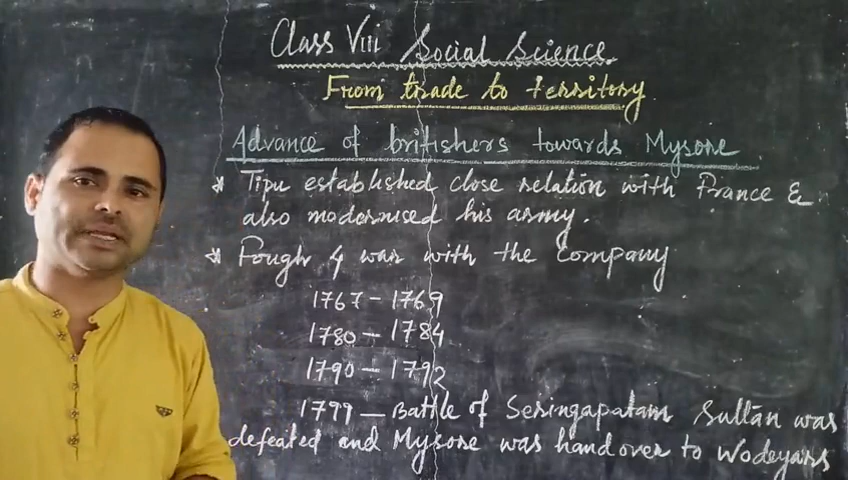 Class Viii Social Science
From trade to territory
Advance of britishers towards Mysore
* Tipu established close relation with France &
also modernised his army.
* Fough 4 war with the Company
1767 - 1769
1780 - 1784
1790 - 1792
1799 - Battle of Seringapatam Sultan was
defeated and Mysore was handover to Wodeyars